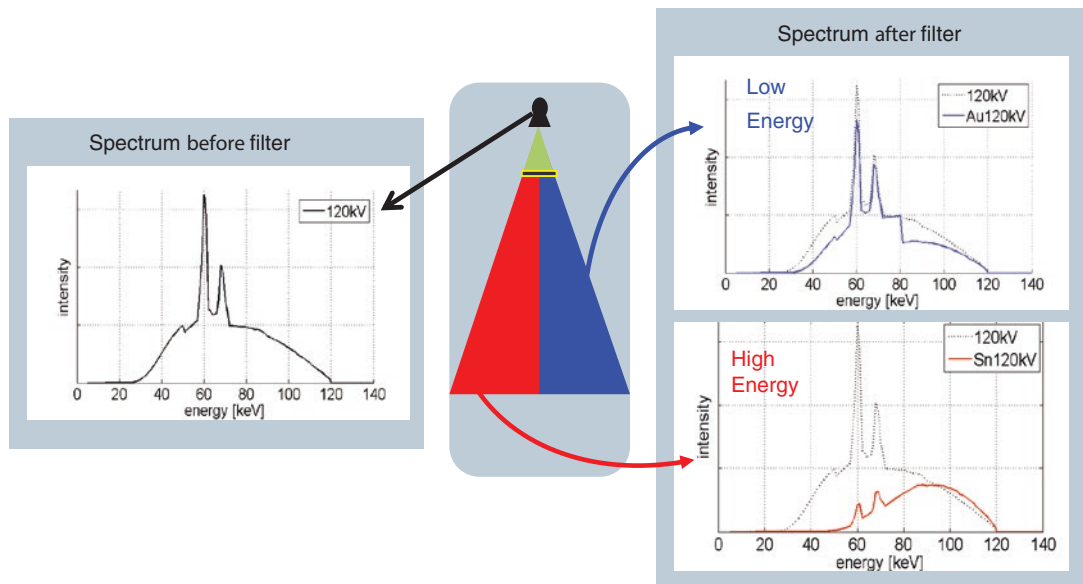 Spectrum before filter
120kV
intensity
0 20 40 60 80 100 120 140
energy [keV]
Spectrum after filter
Low
Energy
120kV
Au120kV
intensity
0 20 40 60 80 100 120 140
energy [keV]
High
Energy
120kV
Sn120kV
intensity
0 20 40 60 80 100 120 140
energy [keV]